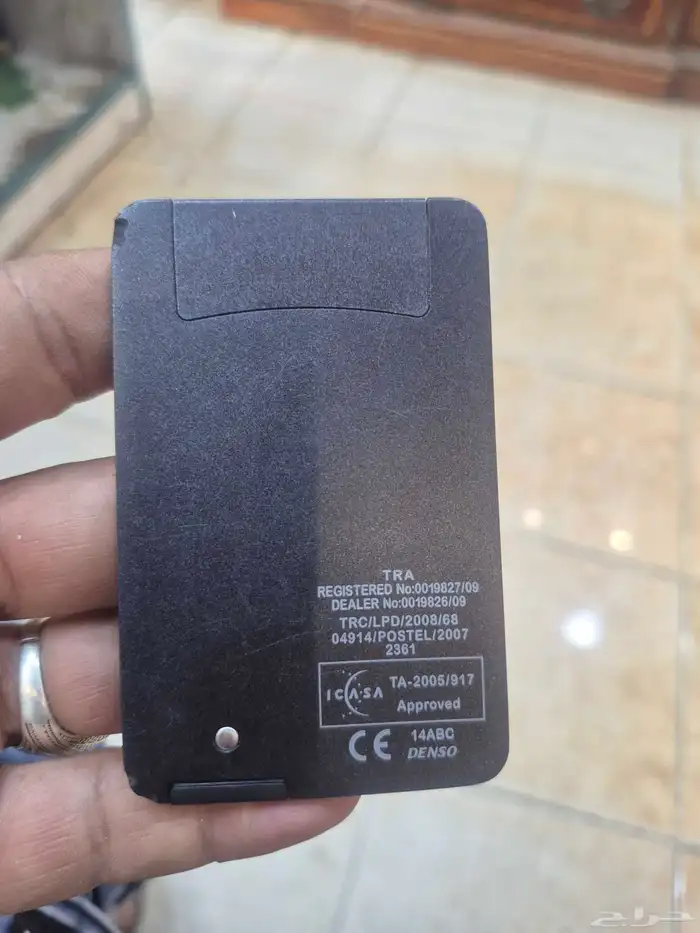 TRA
REGISTERED No:0019827/09
DEALER No:0019826/09
TRC/LPD/2008/68
04914/POSTEL/2007
2361
ICASA TA-2005/917
Approved
CE 14ABC
DENSO
حراج